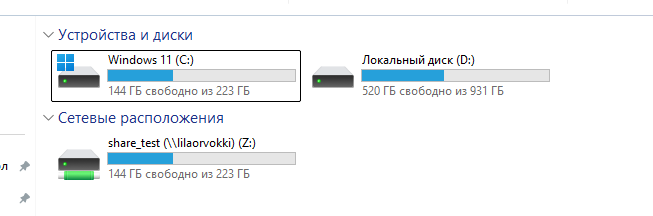 Устройства и диски
Windows 11 (C:)
144 ГБ свободно из 223 ГБ
Локальный диск (D:)
520 ГБ свободно из 931 ГБ
Сетевые расположения
share_test (\\lilaorvokki) (Z:)
144 ГБ свободно из 223 ГБ
ол